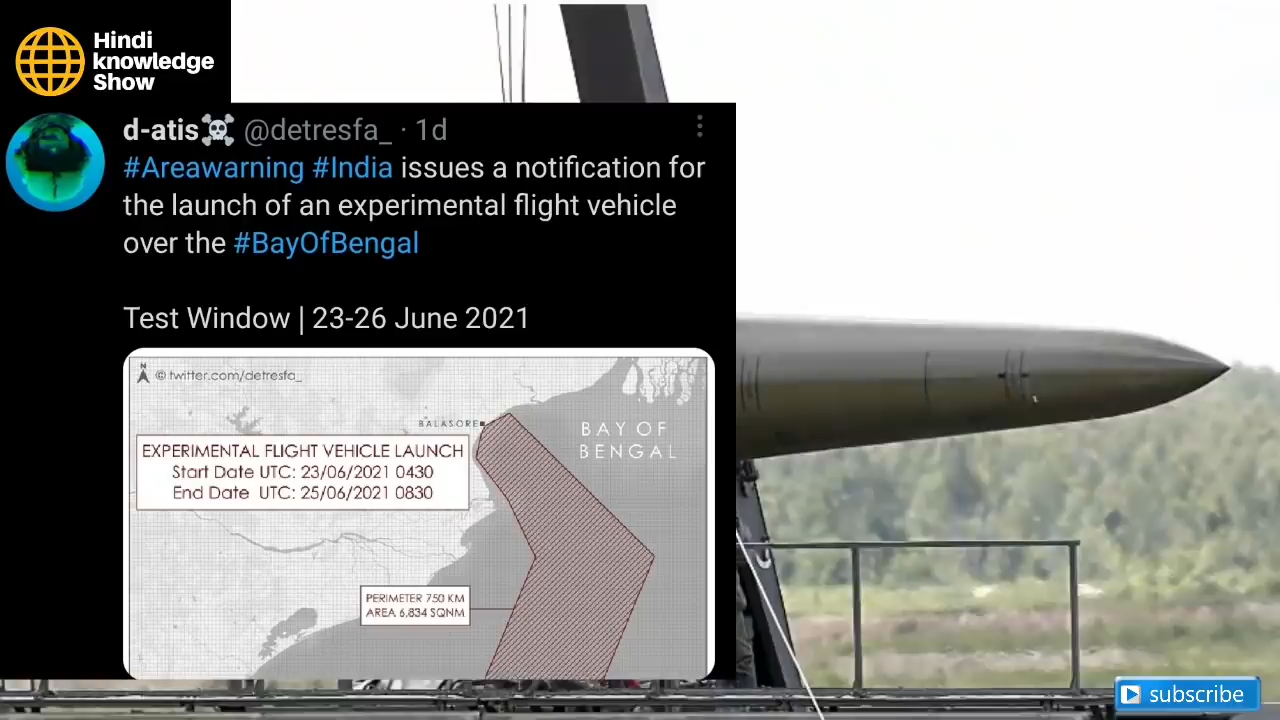 Hindi
knowledge
Show
d-atis☠️ @detresfa_ · 1d
#Areawarning #India issues a notification for
the launch of an experimental flight vehicle
over the #BayOfBengal
Test Window | 23-26 June 2021
N
© twitter.com/detresfa_
BALASORE
BAY OF
BENGAL
EXPERIMENTAL FLIGHT VEHICLE LAUNCH
Start Date UTC: 23/06/2021 0430
End Date UTC: 25/06/2021 0830
PERIMETER 750 KM
AREA 6,834 SQNM
subscribe